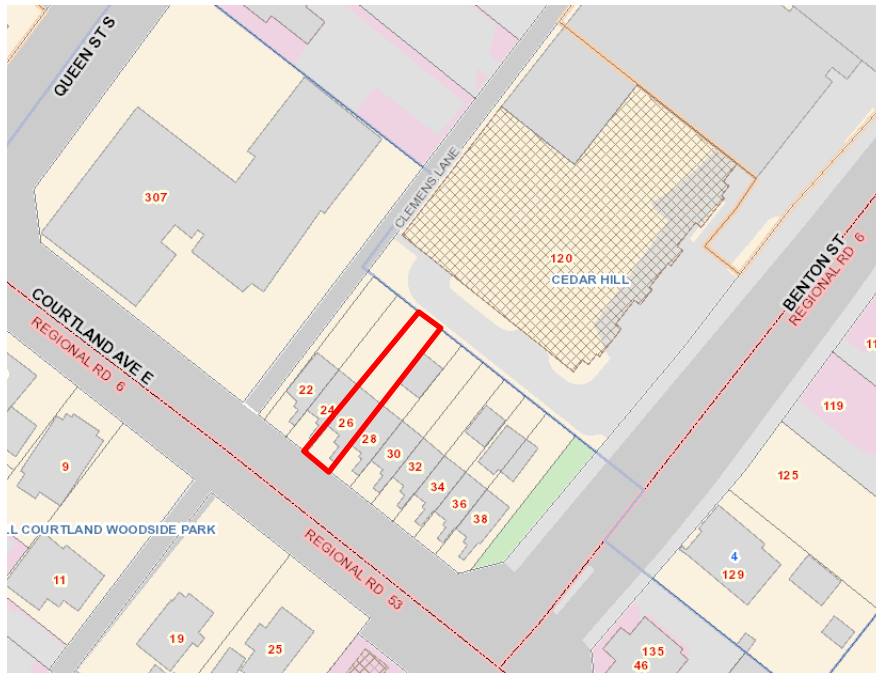 QUEEN ST S
CLEMENS LANE
307
120
CEDAR HILL
BENTON ST
REGIONAL RD 6
COURTLAND AVE E
REGIONAL RD 6
11
119
22
24
26
28
30
32
34
36
38
9
125
LL COURTLAND WOODSIDE PARK
REGIONAL RD 53
4
129
11
19
25
135
46